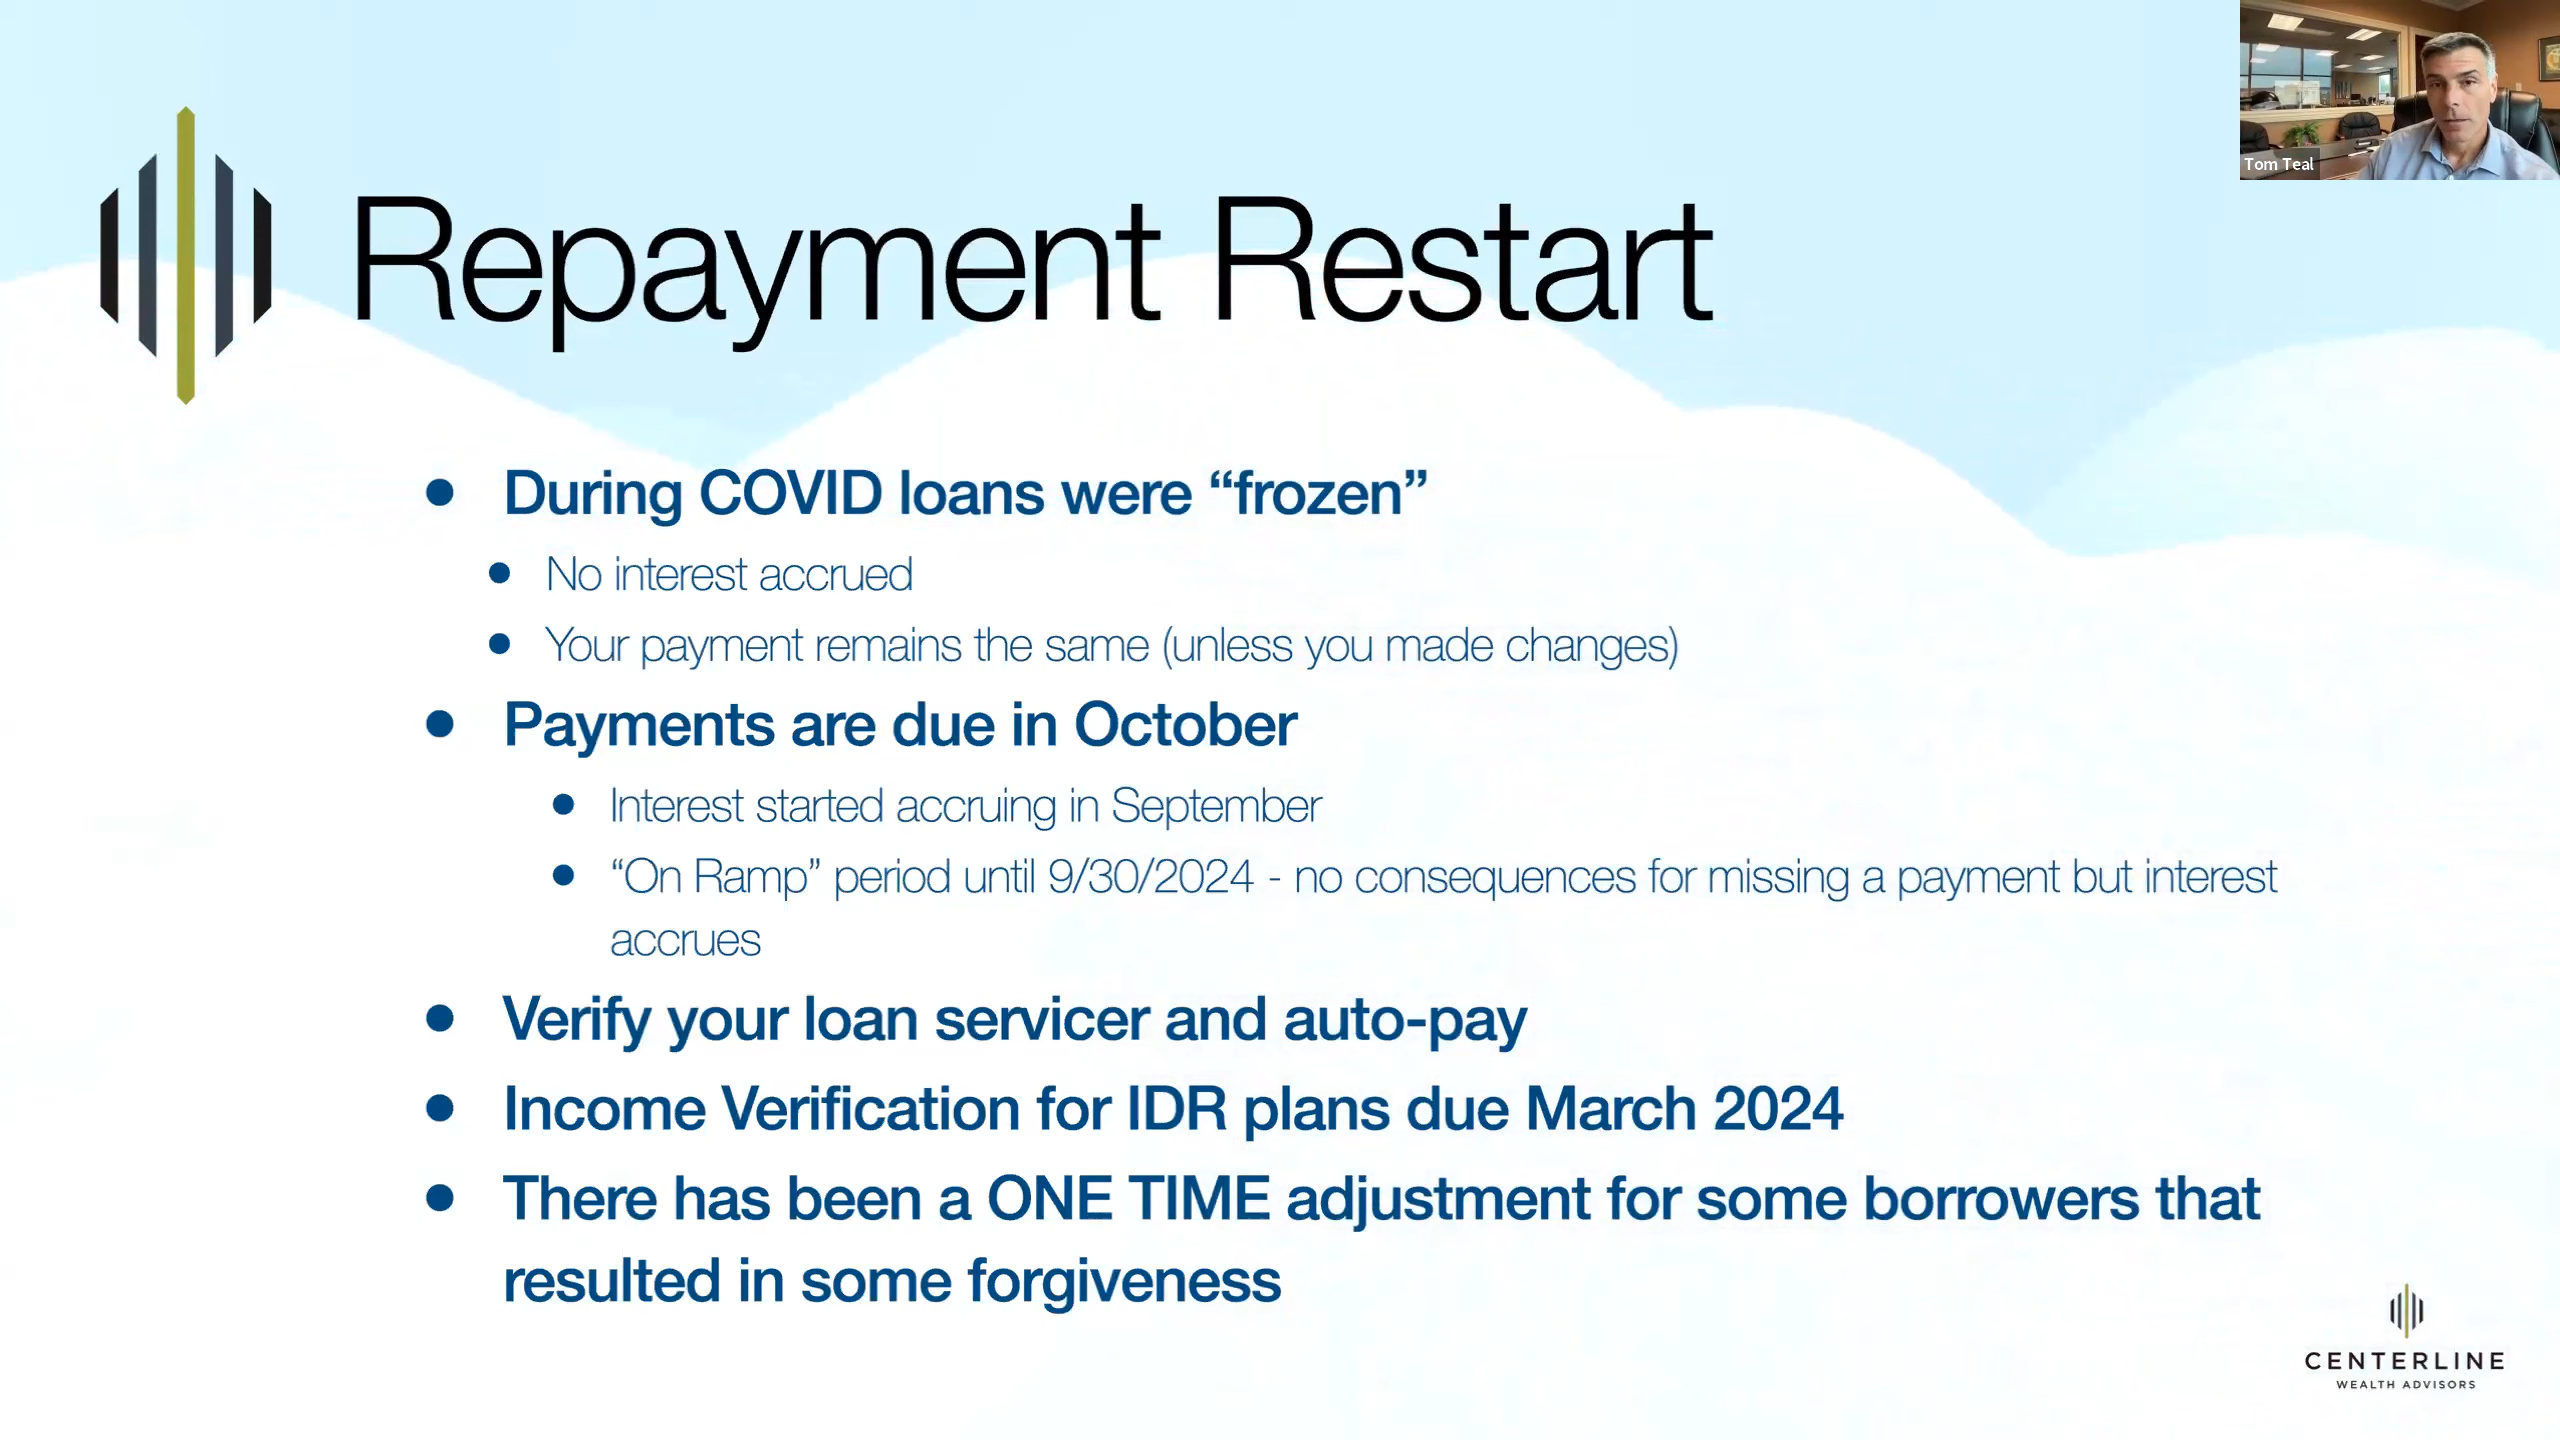 Tom Teal
Repayment Restart
During COVID loans were “frozen”
No interest accrued
Your payment remains the same (unless you made changes)
Payments are due in October
Interest started accruing in September
“On Ramp” period until 9/30/2024 - no consequences for missing a payment but interest
accrues
Verify your loan servicer and auto-pay
Income Verification for IDR plans due March 2024
There has been a ONE TIME adjustment for some borrowers that
resulted in some forgiveness
CENTERLINE
WEALTH ADVISORS